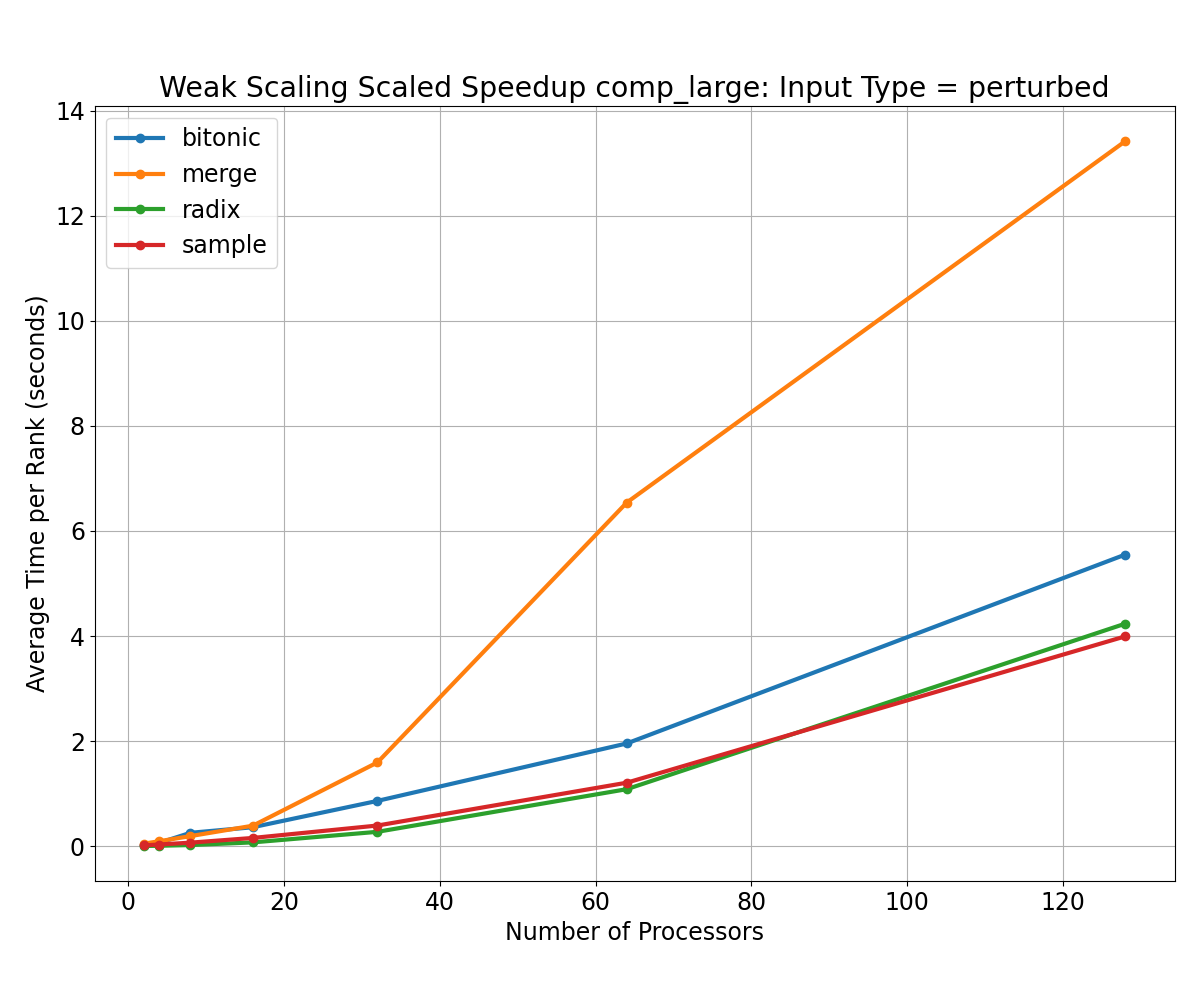 Weak Scaling Scaled Speedup comp_large: Input Type = perturbed
14
12
10
8
6
4
2
0
Average Time per Rank (seconds)
bitonic
merge
radix
sample
0 20 40 60 80 100 120
Number of Processors